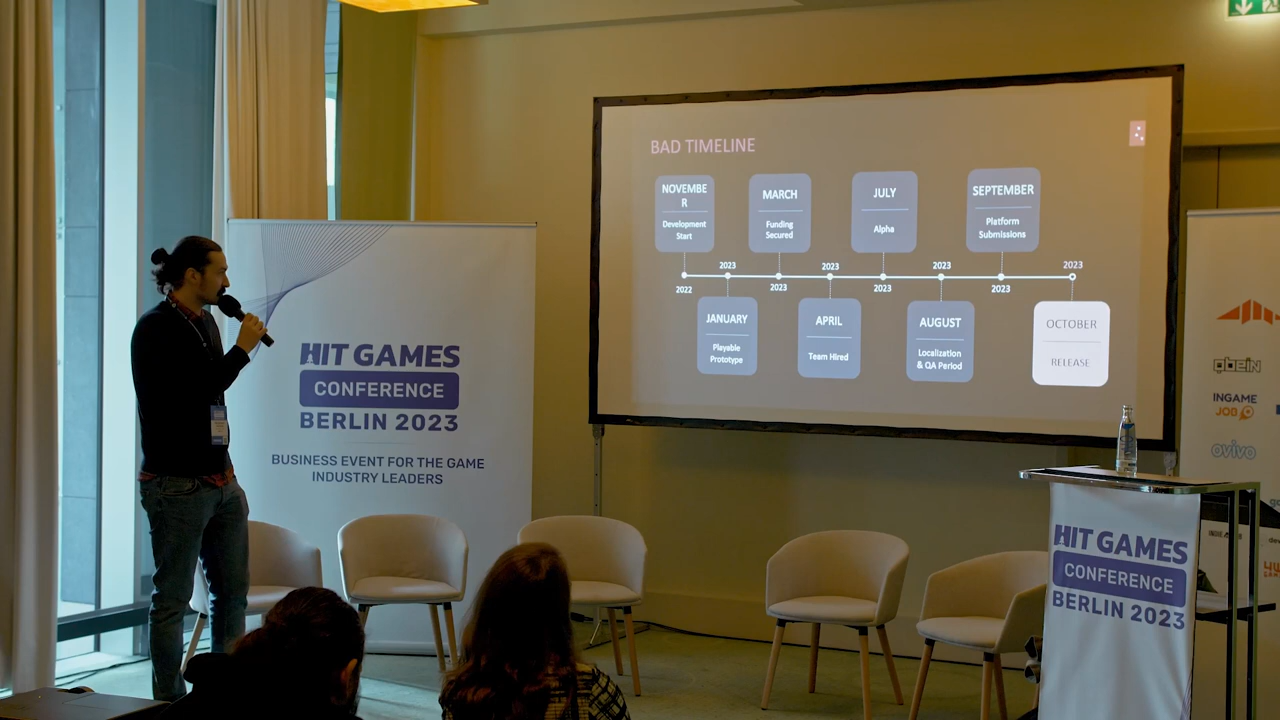 BAD TIMELINE
NOVEMBE
R
Development
Start
MARCH
Funding
Secured
JULY
Alpha
SEPTEMBER
Platform
Submissions
2022
2023
2023
2023
2023
2023
2023
2023
JANUARY
Playable
Prototype
APRIL
Team Hired
AUGUST
Localization
& QA Period
OCTOBER
RELEASE
HIT GAMES
CONFERENCE
BERLIN 2023
BUSINESS EVENT FOR THE GAME
INDUSTRY LEADERS
gbein
INGAME
JOB
ovivo
HIT GAMES
CONFERENCE
BERLIN 2023